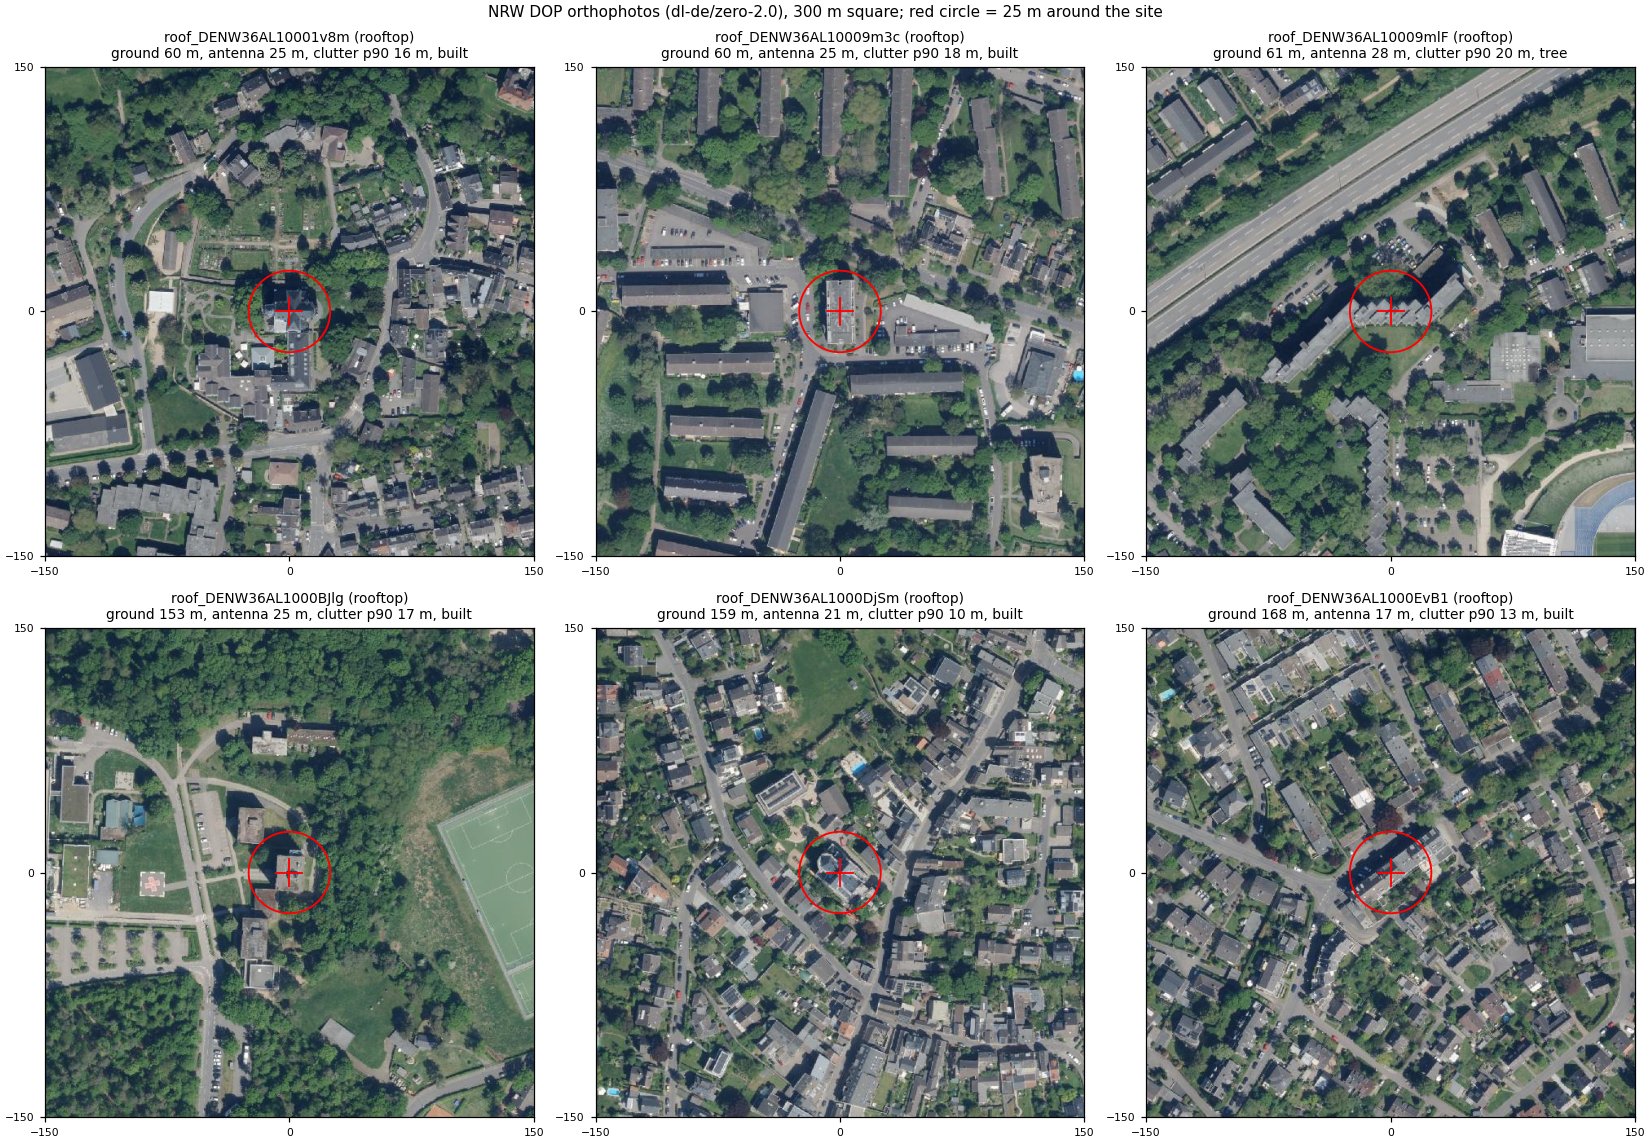 NRW DOP orthophotos (dl-de/zero-2.0), 300 m square; red circle = 25 m around the site
roof_DENW36AL10001v8m (rooftop)
ground 60 m, antenna 25 m, clutter p90 16 m, built
150
0
−150
−150
0
150
roof_DENW36AL10009m3c (rooftop)
ground 60 m, antenna 25 m, clutter p90 18 m, built
150
0
−150
−150
0
150
roof_DENW36AL10009mlF (rooftop)
ground 61 m, antenna 28 m, clutter p90 20 m, tree
150
0
−150
−150
0
150
roof_DENW36AL1000BJlg (rooftop)
ground 153 m, antenna 25 m, clutter p90 17 m, built
150
0
−150
−150
0
150
roof_DENW36AL1000DjSm (rooftop)
ground 159 m, antenna 21 m, clutter p90 10 m, built
150
0
−150
−150
0
150
roof_DENW36AL1000EvB1 (rooftop)
ground 168 m, antenna 17 m, clutter p90 13 m, built
150
0
−150
−150
0
150